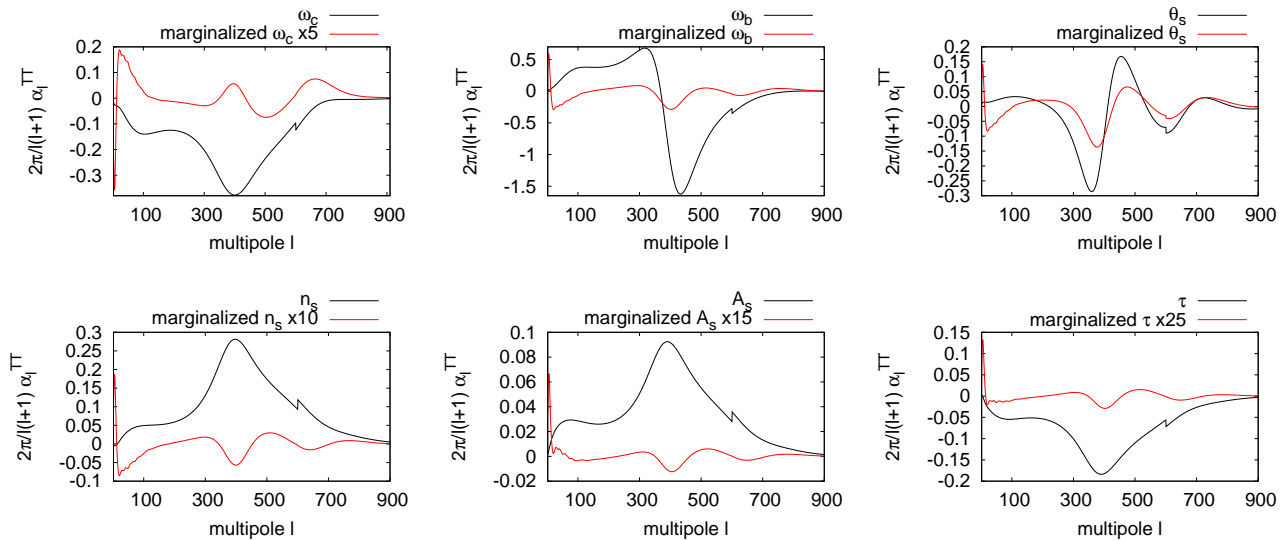 ω_c
marginalized ω_c x5
0.2
0.1
0
-0.1
-0.2
-0.3
2π/l(l+1) α_l^TT
100 300 500 700 900
multipole l
ω_b
marginalized ω_b
0.5
0
-0.5
-1
-1.5
2π/l(l+1) α_l^TT
100 300 500 700 900
multipole l
θ_s
marginalized θ_s
0.2
0.15
0.1
0.05
0
-0.05
-0.1
-0.15
-0.2
-0.25
-0.3
2π/l(l+1) α_l^TT
100 300 500 700 900
multipole l
n_s
marginalized n_s x10
0.3
0.25
0.2
0.15
0.1
0.05
0
-0.05
-0.1
2π/l(l+1) α_l^TT
100 300 500 700 900
multipole l
A_s
marginalized A_s x15
0.1
0.08
0.06
0.04
0.02
0
-0.02
2π/l(l+1) α_l^TT
100 300 500 700 900
multipole l
τ
marginalized τ x25
0.15
0.1
0.05
0
-0.05
-0.1
-0.15
-0.2
2π/l(l+1) α_l^TT
100 300 500 700 900
multipole l